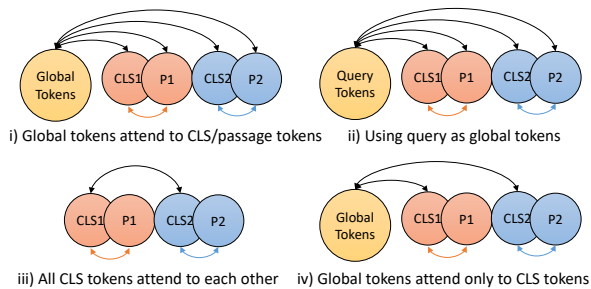 Global
Tokens
CLS1
P1
CLS2
P2
i) Global tokens attend to CLS/passage tokens
Query
Tokens
CLS1
P1
CLS2
P2
ii) Using query as global tokens
CLS1
P1
CLS2
P2
iii) All CLS tokens attend to each other
Global
Tokens
CLS1
P1
CLS2
P2
iv) Global tokens attend only to CLS tokens